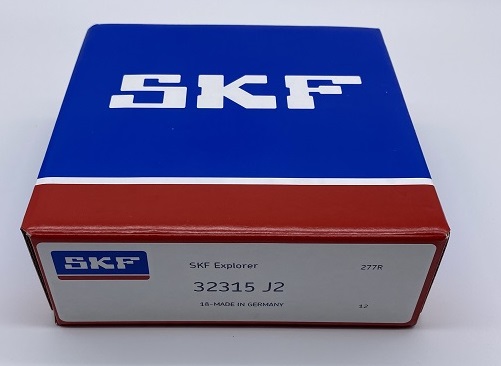 SKF
SKF
SKF Explorer 277R
32315 J2
18-MADE IN GERMANY 12